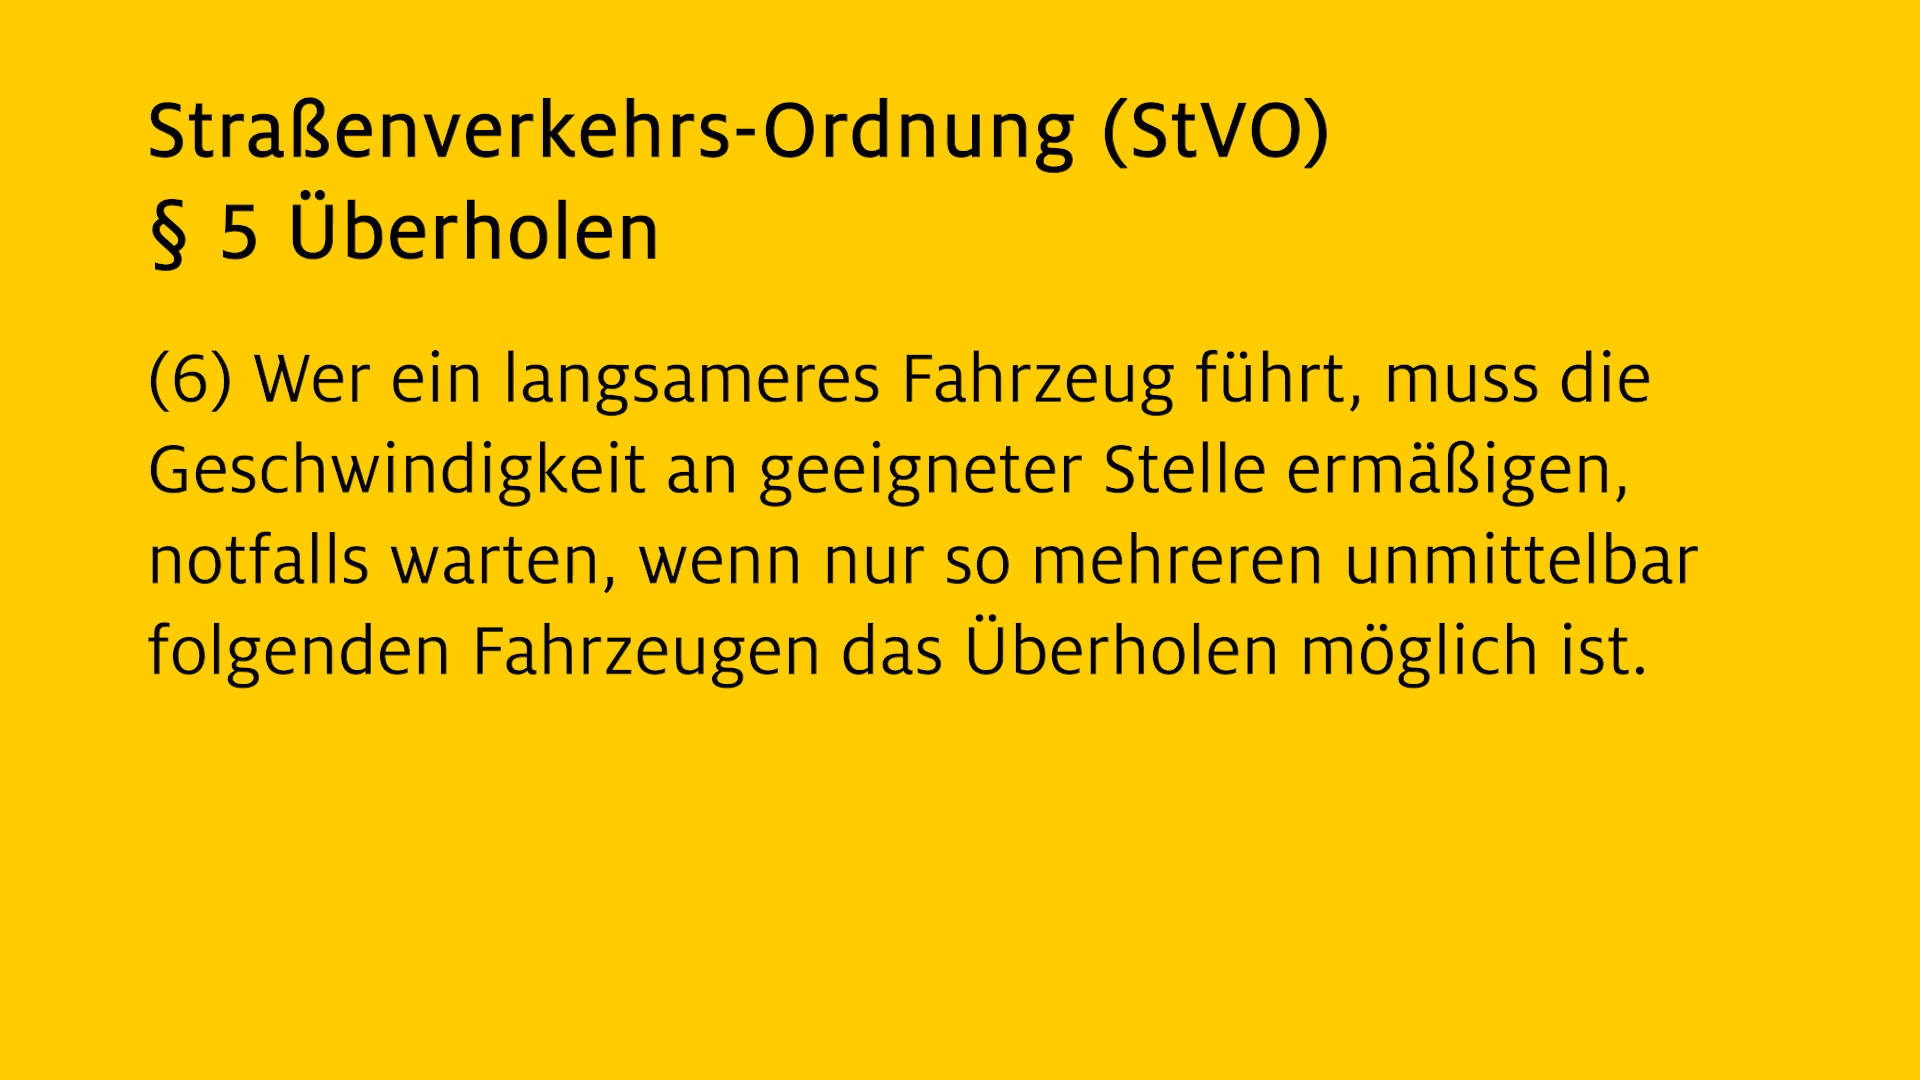 Straßenverkehrs-Ordnung (StVO)
§ 5 Überholen
(6) Wer ein langsameres Fahrzeug führt, muss die
Geschwindigkeit an geeigneter Stelle ermäßigen,
notfalls warten, wenn nur so mehreren unmittelbar
folgenden Fahrzeugen das Überholen möglich ist.